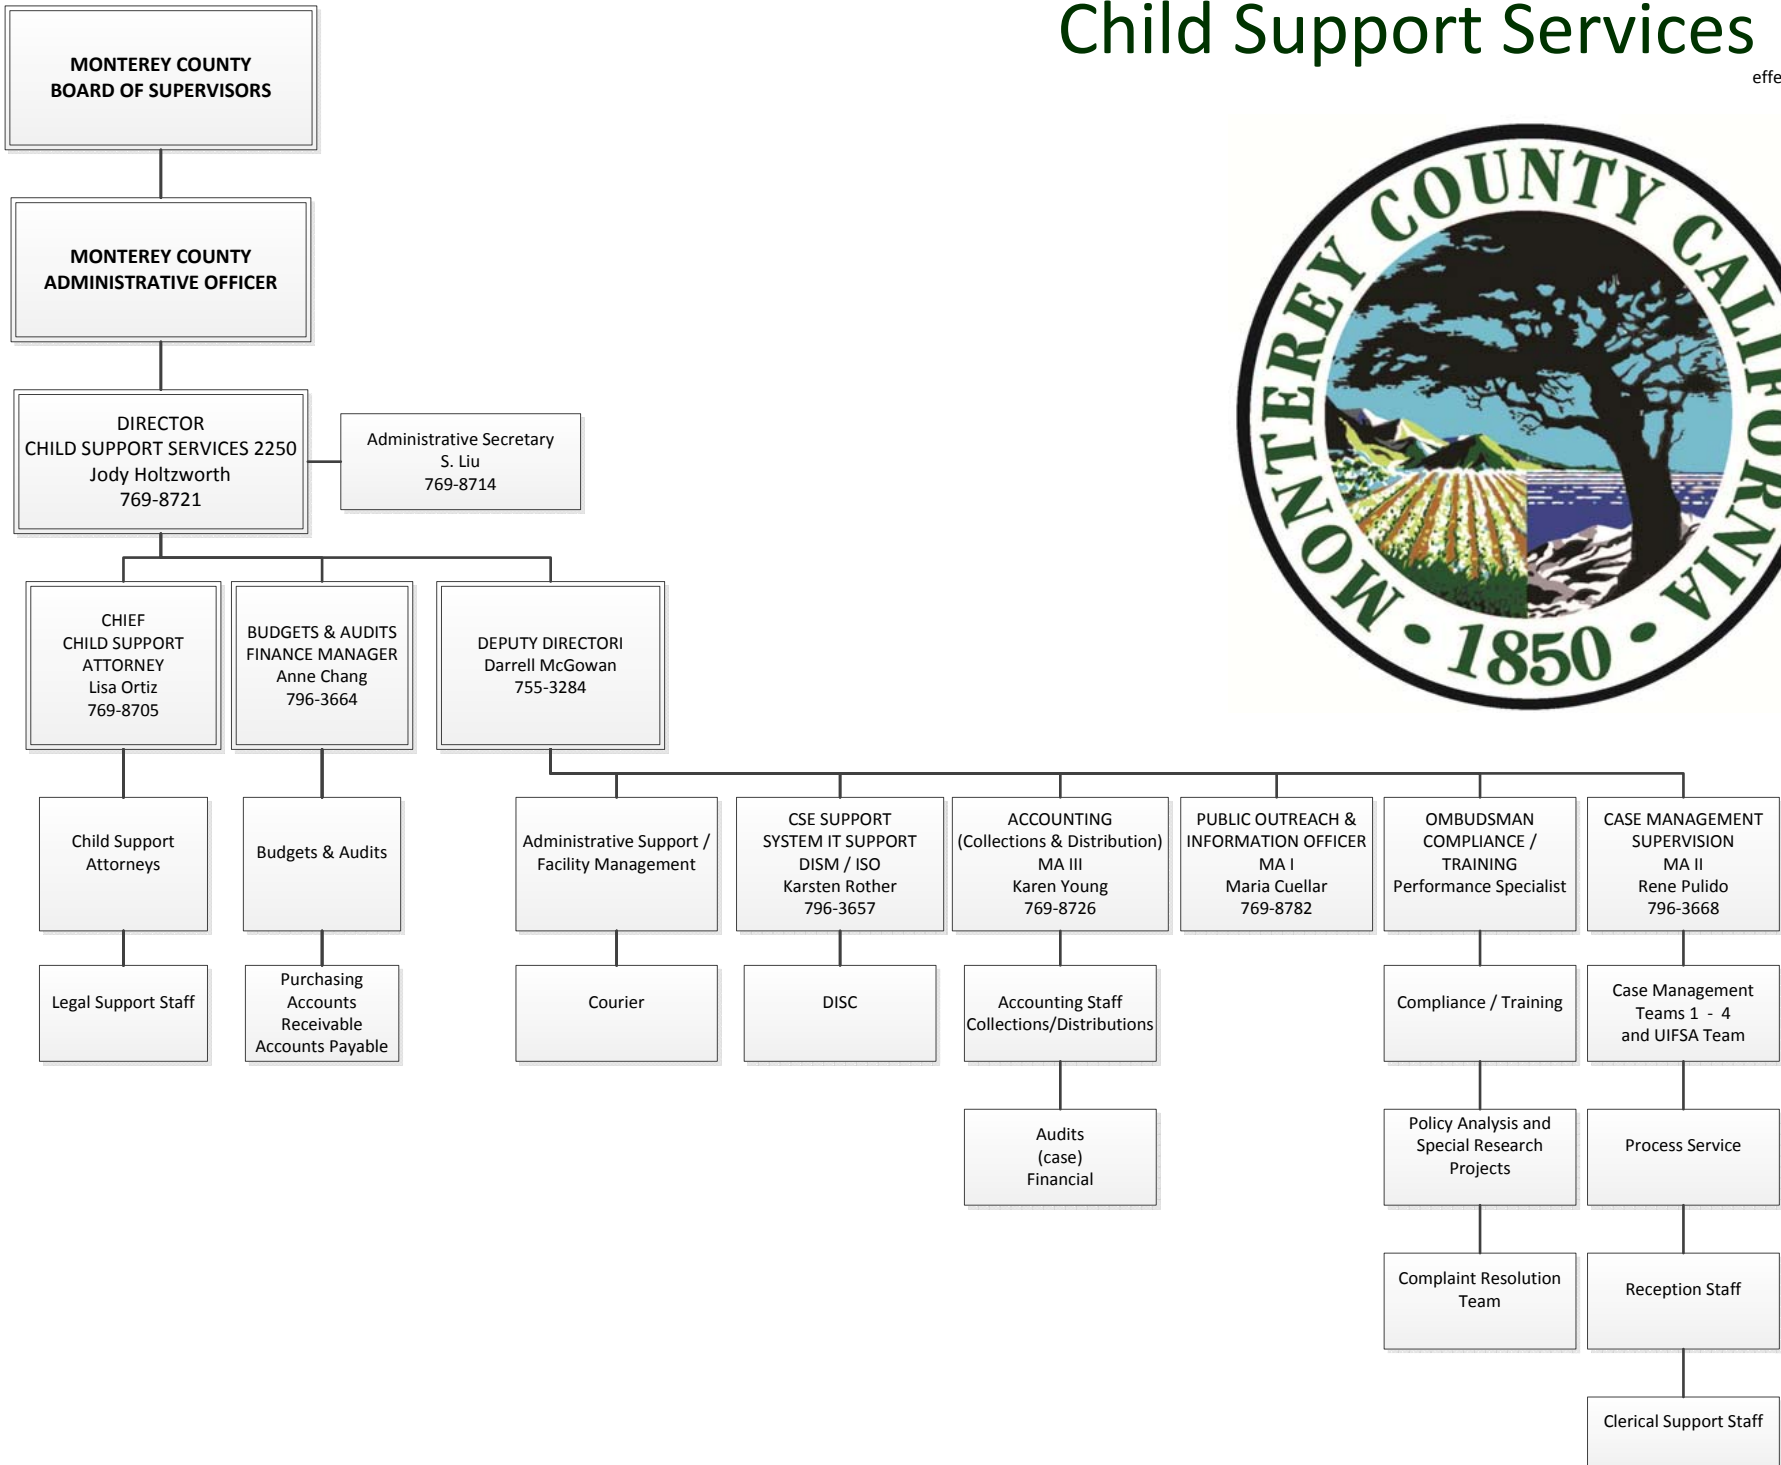 Child Support Services
effe
MONTEREY COUNTY
BOARD OF SUPERVISORS
MONTEREY COUNTY CALIFORNIA
• 1850 •
MONTEREY COUNTY
ADMINISTRATIVE OFFICER
DIRECTOR
CHILD SUPPORT SERVICES 2250
Jody Holtzworth
769-8721
Administrative Secretary
S. Liu
769-8714
CHIEF
CHILD SUPPORT
ATTORNEY
Lisa Ortiz
769-8705
BUDGETS & AUDITS
FINANCE MANAGER
Anne Chang
796-3664
DEPUTY DIRECTORI
Darrell McGowan
755-3284
Child Support
Attorneys
Budgets & Audits
Administrative Support /
Facility Management
CSE SUPPORT
SYSTEM IT SUPPORT
DISM / ISO
Karsten Rother
796-3657
ACCOUNTING
(Collections & Distribution)
MA III
Karen Young
769-8726
PUBLIC OUTREACH &
INFORMATION OFFICER
MA I
Maria Cuellar
769-8782
OMBUDSMAN
COMPLIANCE /
TRAINING
Performance Specialist
CASE MANAGEMENT
SUPERVISION
MA II
Rene Pulido
796-3668
Legal Support Staff
Purchasing
Accounts
Receivable
Accounts Payable
Courier
DISC
Accounting Staff
Collections/Distributions
Compliance / Training
Case Management
Teams 1 - 4
and UIFSA Team
Audits
(case)
Financial
Policy Analysis and
Special Research
Projects
Process Service
Complaint Resolution
Team
Reception Staff
Clerical Support Staff